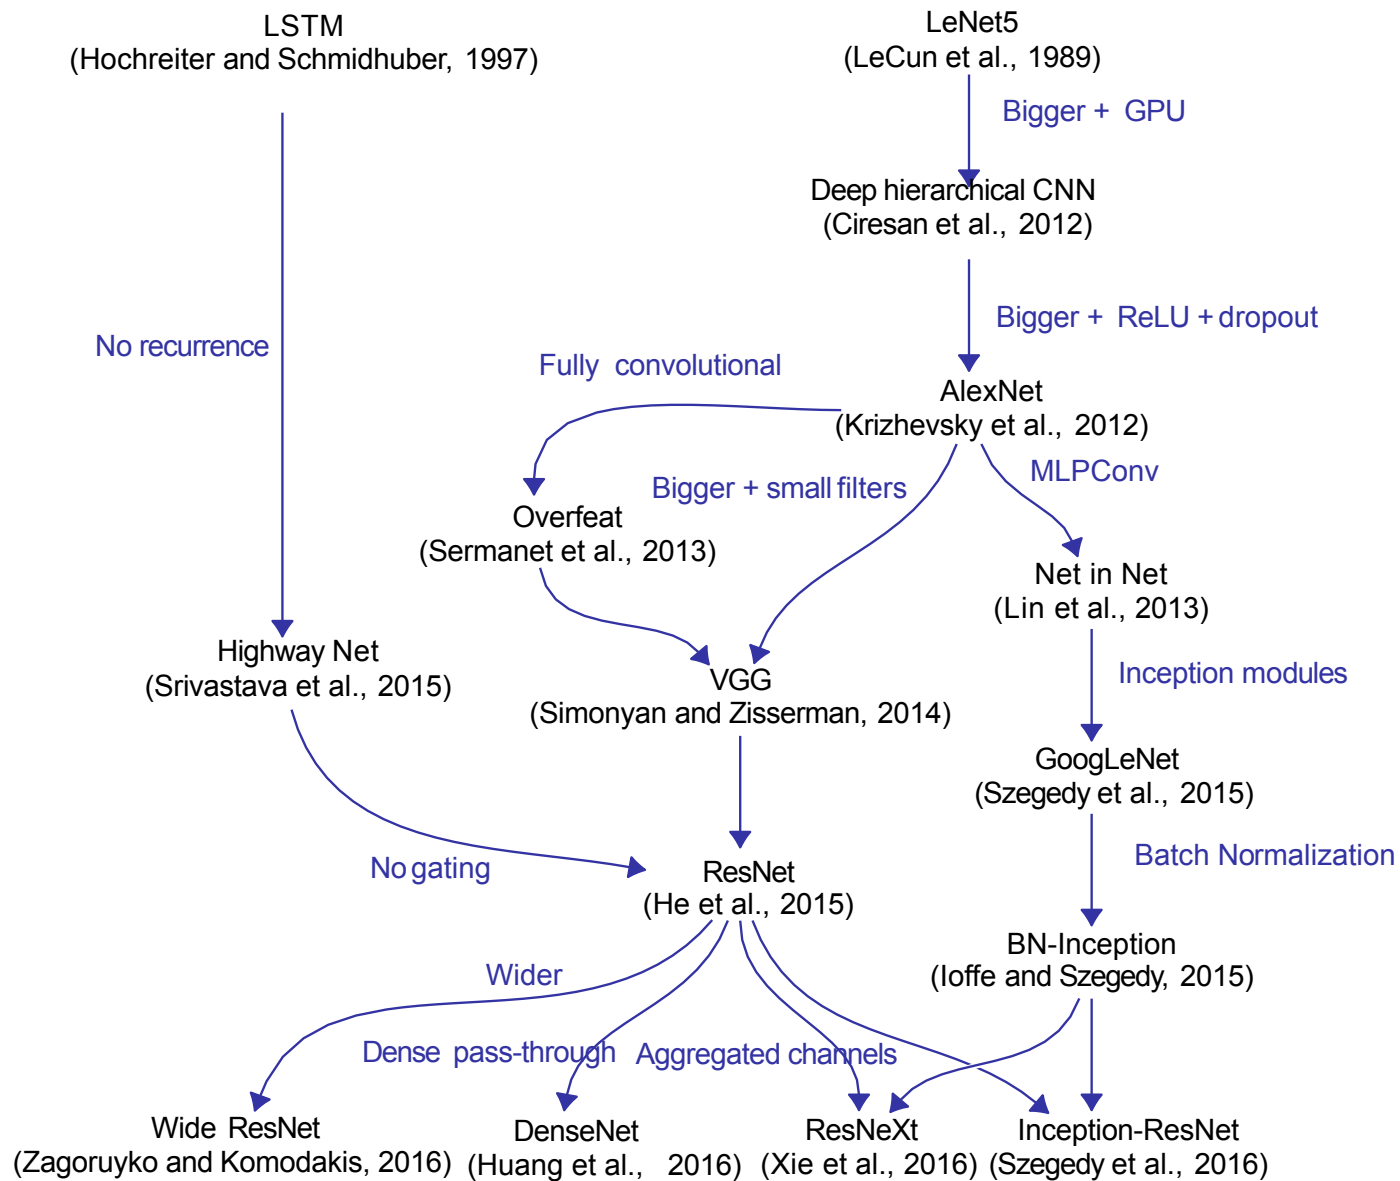 LSTM
(Hochreiter and Schmidhuber, 1997)
LeNet5
(LeCun et al., 1989)
Bigger + GPU
Deep hierarchical CNN
(Ciresan et al., 2012)
Bigger + ReLU + dropout
No recurrence
Fully convolutional
AlexNet
(Krizhevsky et al., 2012)
MLPConv
Bigger + small filters
Overfeat
(Sermanet et al., 2013)
Net in Net
(Lin et al., 2013)
Highway Net
(Srivastava et al., 2015)
VGG
(Simonyan and Zisserman, 2014)
Inception modules
GoogLeNet
(Szegedy et al., 2015)
Batch Normalization
No gating
ResNet
(He et al., 2015)
BN-Inception
(Ioffe and Szegedy, 2015)
Wider
Dense pass-through
Aggregated channels
Wide ResNet
(Zagoruyko and Komodakis, 2016)
DenseNet
(Huang et al., 2016)
ResNeXt
(Xie et al., 2016)
Inception-ResNet
(Szegedy et al., 2016)